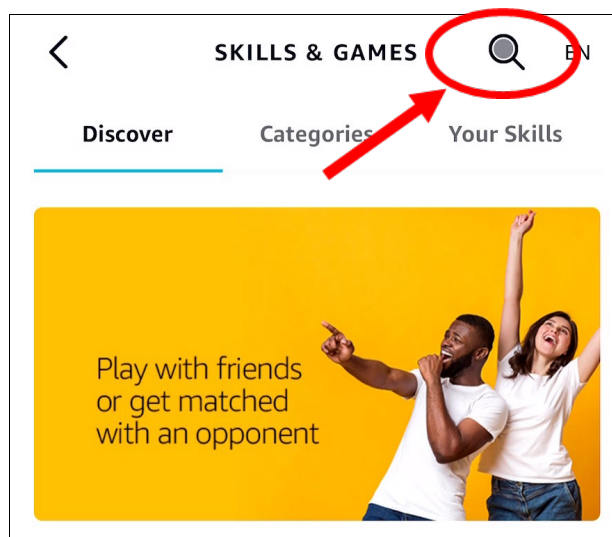 SKILLS & GAMES EN
Discover Categories Your Skills
Play with friends
or get matched
with an opponent